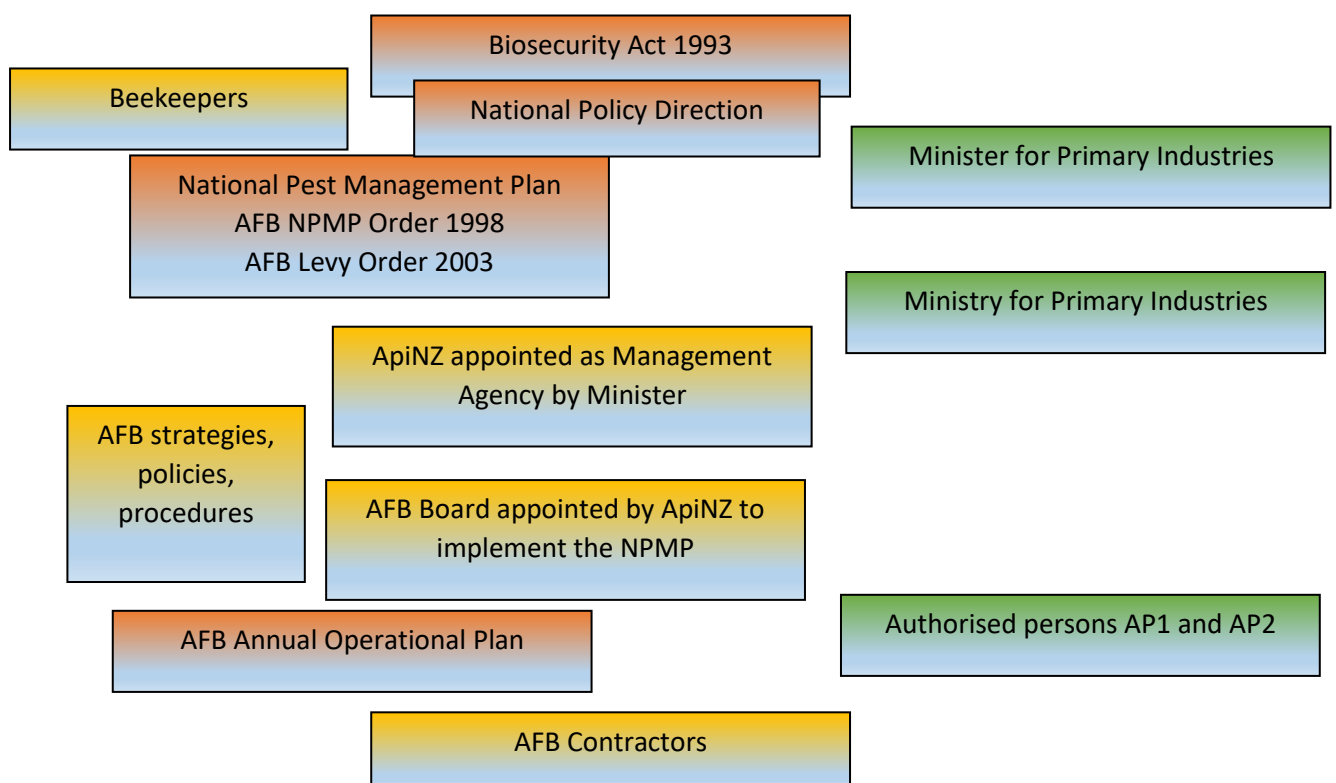 Biosecurity Act 1993
Beekeepers
National Policy Direction
Minister for Primary Industries
National Pest Management Plan
AFB NPMP Order 1998
AFB Levy Order 2003
Ministry for Primary Industries
ApiNZ appointed as Management
Agency by Minister
AFB strategies,
policies,
procedures
AFB Board appointed by ApiNZ to
implement the NPMP
Authorised persons AP1 and AP2
AFB Annual Operational Plan
AFB Contractors